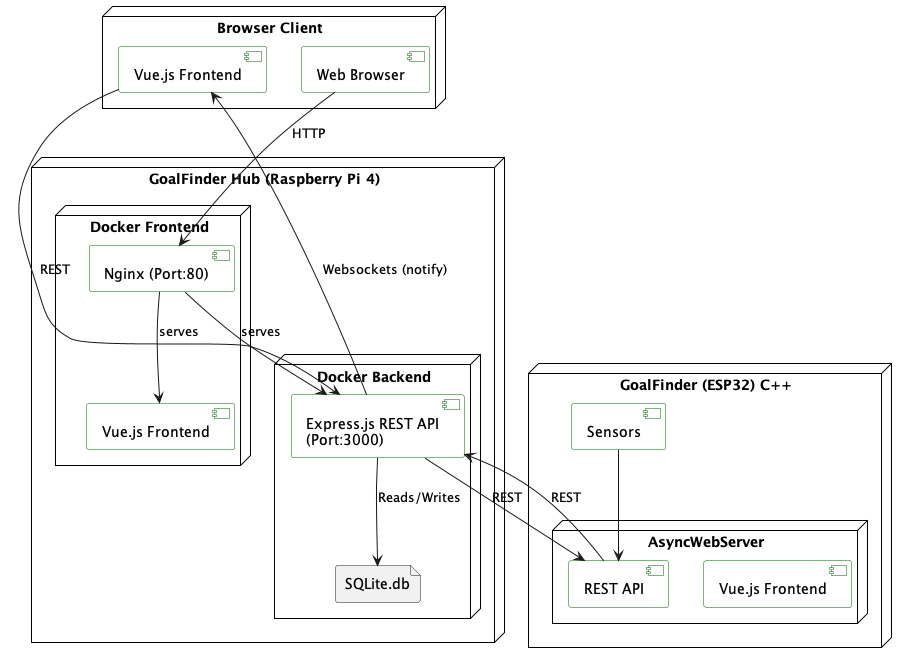 Browser Client
Vue.js Frontend
Web Browser
HTTP
GoalFinder Hub (Raspberry Pi 4)
Docker Frontend
Nginx (Port:80)
REST
Websockets (notify)
serves
serves
Docker Backend
Express.js REST API
(Port:3000)
Vue.js Frontend
GoalFinder (ESP32) C++
Sensors
Reads/Writes
REST
REST
AsyncWebServer
SQLite.db
REST API
Vue.js Frontend